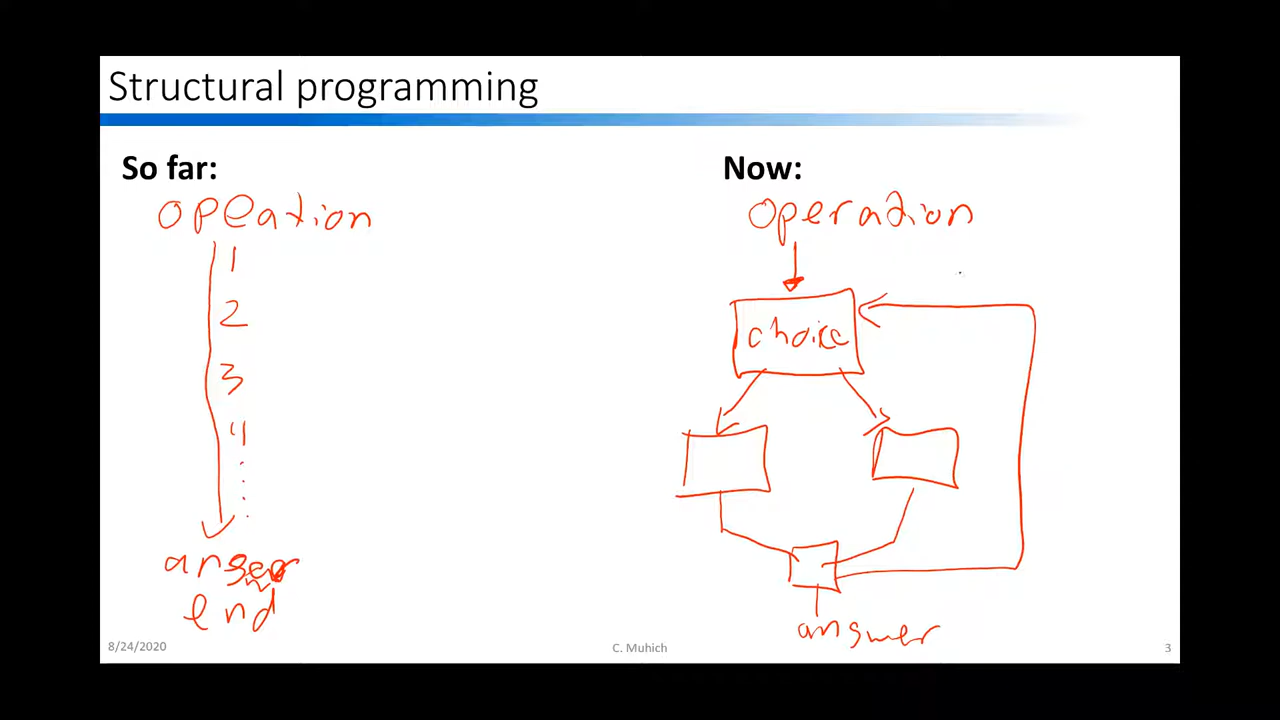 Structural programming
So far:
opeation
1
2
3
4
answer
end
Now:
operation
choice
answer
8/24/2020
C. Muhich
3